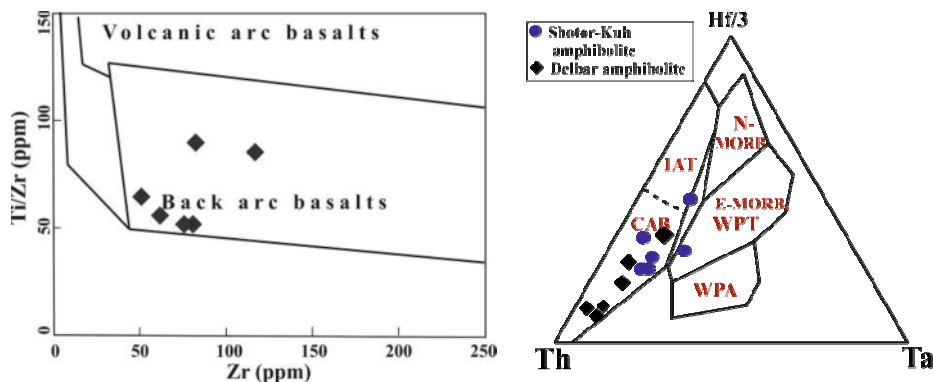 150
100
50
0
Ti/Zr (ppm)
Volcanic arc basalts
Back arc basalts
0 50 100 150 200 250
Zr (ppm)
Hf/3
Shotor-Kuh
amphibolite
Delbar amphibolite
N-
MORB
IAT
E-MORB,
WPT
CAB
WPA
Th
Ta